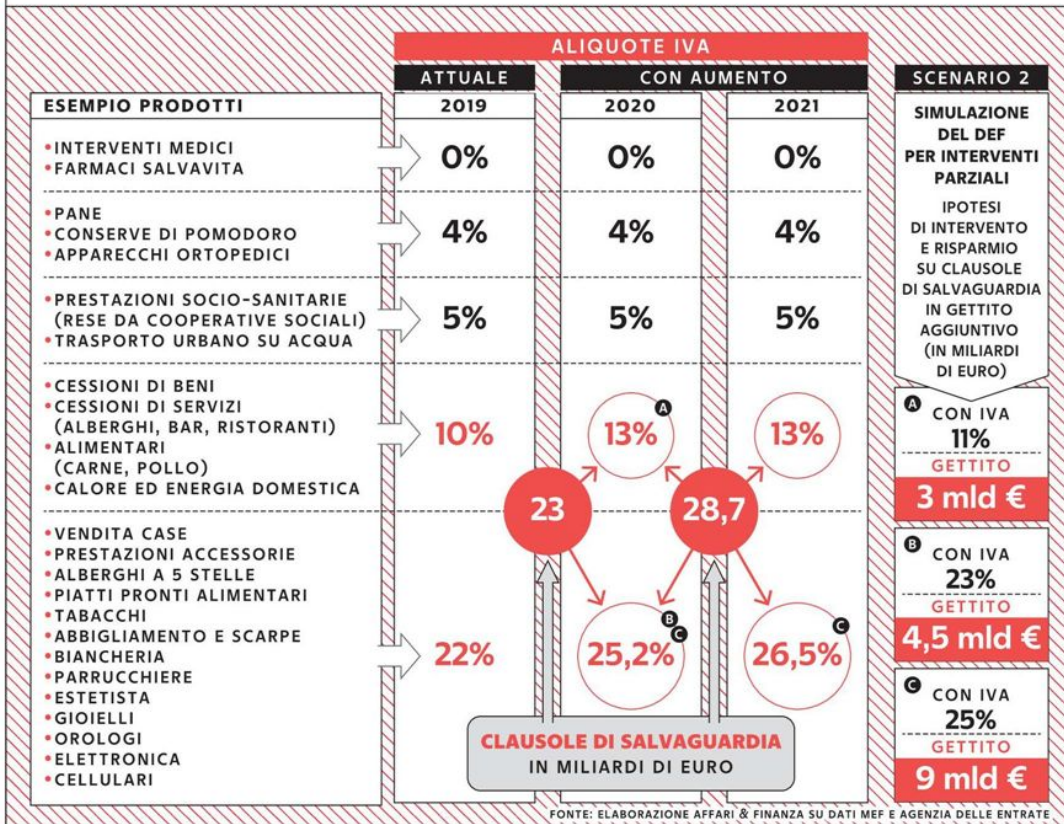 ALIQUOTE IVA
ATTUALE
CON AUMENTO
SCENARIO 2
ESEMPIO PRODOTTI
2019
2020
2021
SIMULAZIONE
DEL DEF
PER INTERVENTI
PARZIALI
IPOTESI
DI INTERVENTO
E RISPARMIO
SU CLAUSOLE
DI SALVAGUARDIA
IN GETTITO
AGGIUNTIVO
(IN MILIARDI
DI EURO)
•INTERVENTI MEDICI
•FARMACI SALVAVITA
0%
0%
0%
•PANE
•CONSERVE DI POMODORO
•APPARECCHI ORTOPEDICI
4%
4%
4%
•PRESTAZIONI SOCIO-SANITARIE
(RESE DA COOPERATIVE SOCIALI)
•TRASPORTO URBANO SU ACQUA
5%
5%
5%
•CESSIONI DI BENI
•CESSIONI DI SERVIZI
(ALBERGHI, BAR, RISTORANTI)
•ALIMENTARI
(CARNE, POLLO)
•CALORE ED ENERGIA DOMESTICA
10%
13% A
13%
23
28,7
•VENDITA CASE
•PRESTAZIONI ACCESSORIE
•ALBERGHI A 5 STELLE
•PIATTI PRONTI ALIMENTARI
•TABACCHI
•ABBIGLIAMENTO E SCARPE
•BIANCHERIA
•PARRUCCHIERE
•ESTETISTA
•GIOIELLI
•OROLOGI
•ELETTRONICA
•CELLULARI
22%
25,2% B C
26,5% C
CLAUSOLE DI SALVAGUARDIA
IN MILIARDI DI EURO
A CON IVA
11%
GETTITO
3 mld €
B CON IVA
23%
GETTITO
4,5 mld €
C CON IVA
25%
GETTITO
9 mld €
FONTE: ELABORAZIONE AFFARI & FINANZA SU DATI MEF E AGENZIA DELLE ENTRATE